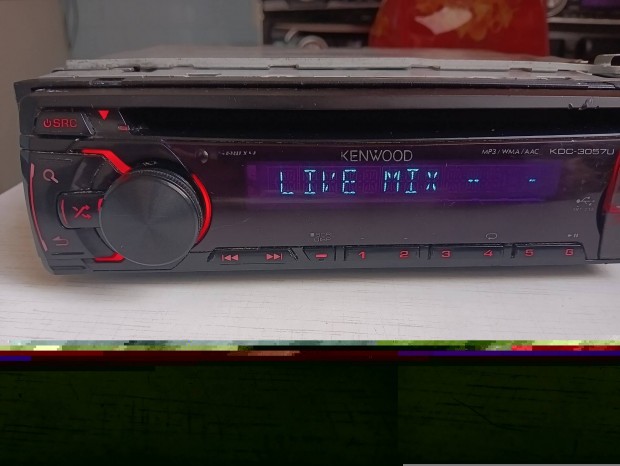 SRC
KENWOOD
MP3/WMA/AAC KDC-3057U
LIVE MIX -- -
1 2 3 4 5 6